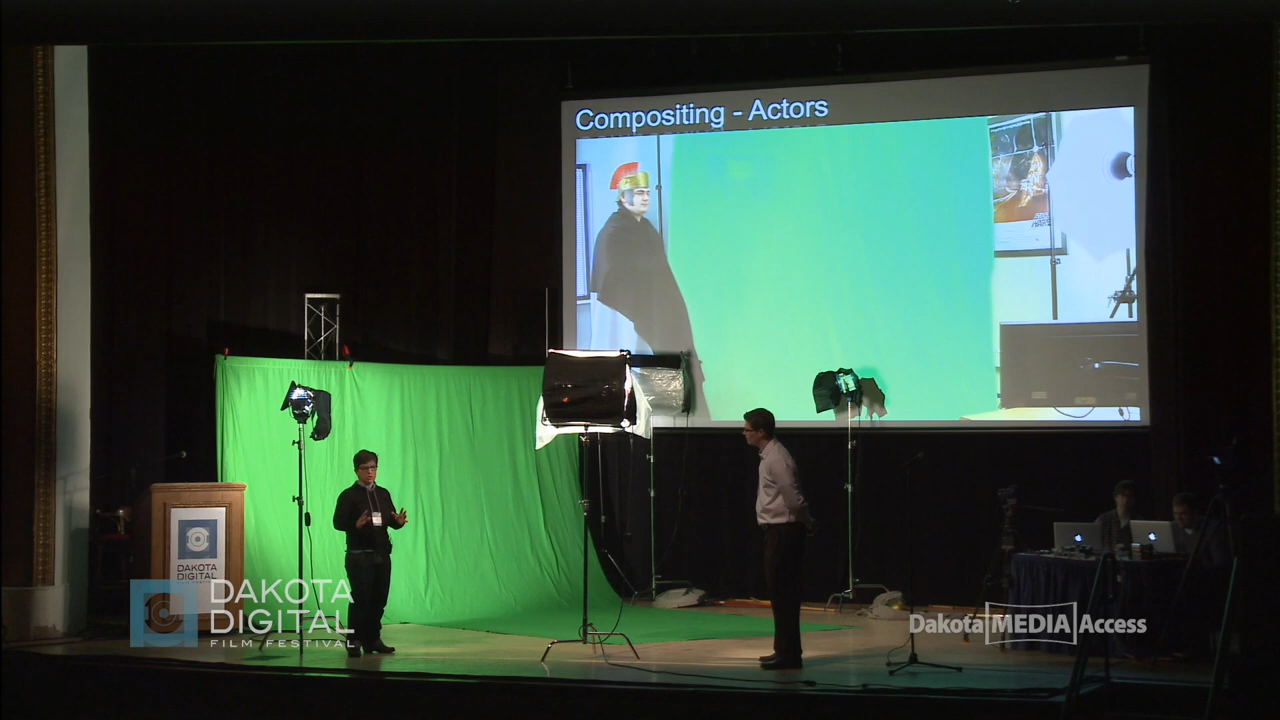 Compositing - Actors
DAKOTA
DIGITAL
DAKOTA
DIGITAL
FILM FESTIVAL
Dakota MEDIA Access